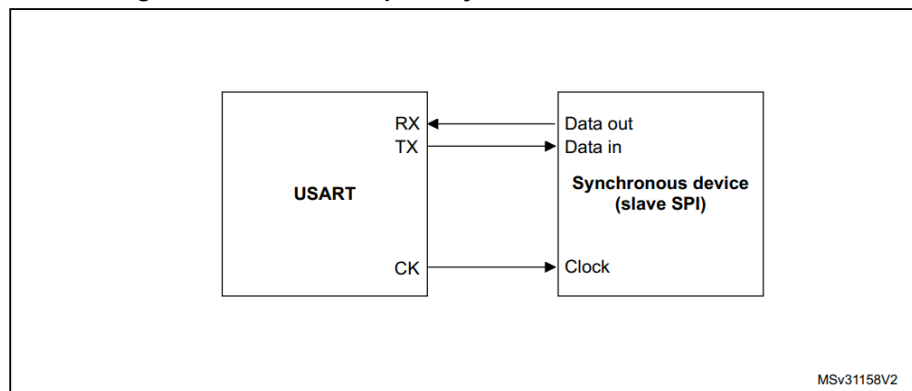 RX
TX
USART
CK
Data out
Data in
Synchronous device
(slave SPI)
Clock
MSv31158V2